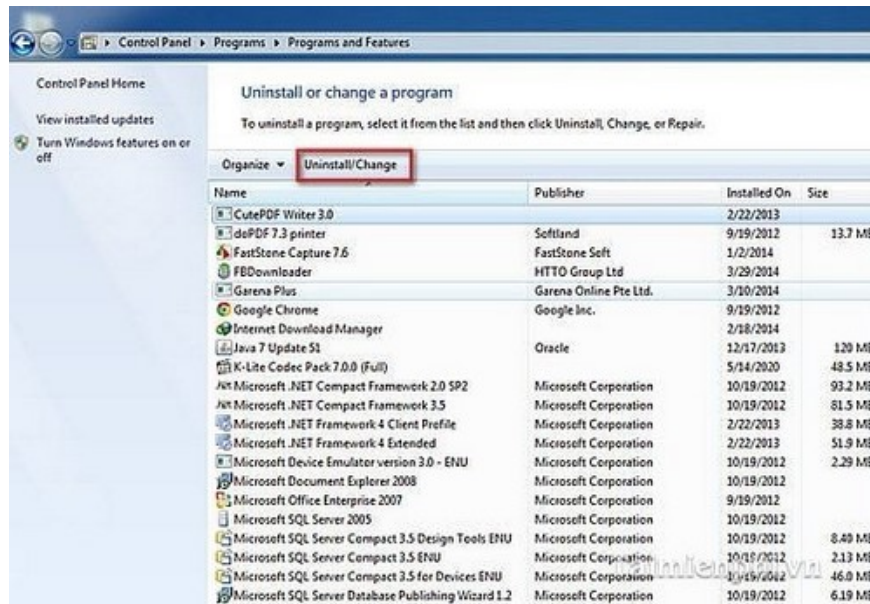 Control Panel ▸ Programs ▸ Programs and Features
Control Panel Home
View installed updates
Turn Windows features on or
off
Uninstall or change a program
To uninstall a program, select it from the list and then click Uninstall, Change, or Repair.
Organize Uninstall/Change
Name Publisher Installed On Size
CutePDF Writer 3.0 2/22/2013
doPDF 7.3 printer Softland 9/19/2012 13.7 MB
FastStone Capture 7.6 FastStone Soft 1/2/2014
FBDownloader HTTO Group Ltd 3/29/2014
Garena Plus Garena Online Pte Ltd. 3/10/2014
Google Chrome Google Inc. 9/19/2012
Internet Download Manager 2/18/2014
Java 7 Update 51 Oracle 12/17/2013 120 MB
K-Lite Codec Pack 7.0.0 (Full) 5/14/2020 48.5 MB
Microsoft .NET Compact Framework 2.0 SP2 Microsoft Corporation 10/19/2012 93.2 MB
Microsoft .NET Compact Framework 3.5 Microsoft Corporation 10/19/2012 81.5 MB
Microsoft .NET Framework 4 Client Profile Microsoft Corporation 2/22/2013 38.8 MB
Microsoft .NET Framework 4 Extended Microsoft Corporation 2/22/2013 51.9 MB
Microsoft Device Emulator version 3.0 - ENU Microsoft Corporation 10/19/2012 2.29 MB
Microsoft Document Explorer 2008 Microsoft Corporation 10/19/2012
Microsoft Office Enterprise 2007 Microsoft Corporation 9/19/2012
Microsoft SQL Server 2005 Microsoft Corporation 10/19/2012
Microsoft SQL Server Compact 3.5 Design Tools ENU Microsoft Corporation 10/19/2012 8.40 MB
Microsoft SQL Server Compact 3.5 ENU Microsoft Corporation 10/19/2012 2.13 MB
Microsoft SQL Server Compact 3.5 for Devices ENU Microsoft Corporation 10/19/2012 46.0 MB
Microsoft SQL Server Database Publishing Wizard 1.2 Microsoft Corporation 10/19/2012 6.19 MB
Taimienphi.vn